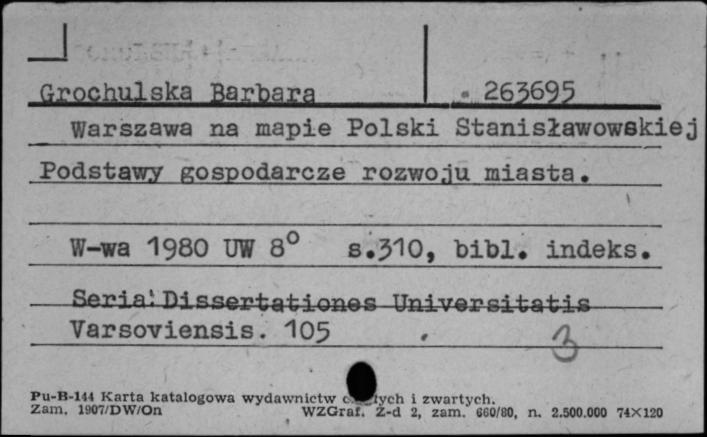 Grochulska Barbara 263695
Warszawa na mapie Polski Stanisławowskiej
Podstawy gospodarcze rozwoju miasta.
W-wa 1980 UW 8° s.310, bibl. indeks.
Seria: Dissertationes Universitatis
Varsoviensis. 105
3
Pu-B-144 Karta katalogowa wydawnictw i zwartych.
Zam. 1907/DW/On WZGraf. Z-d 2, zam. 660/80, n. 2.500.000 74×120